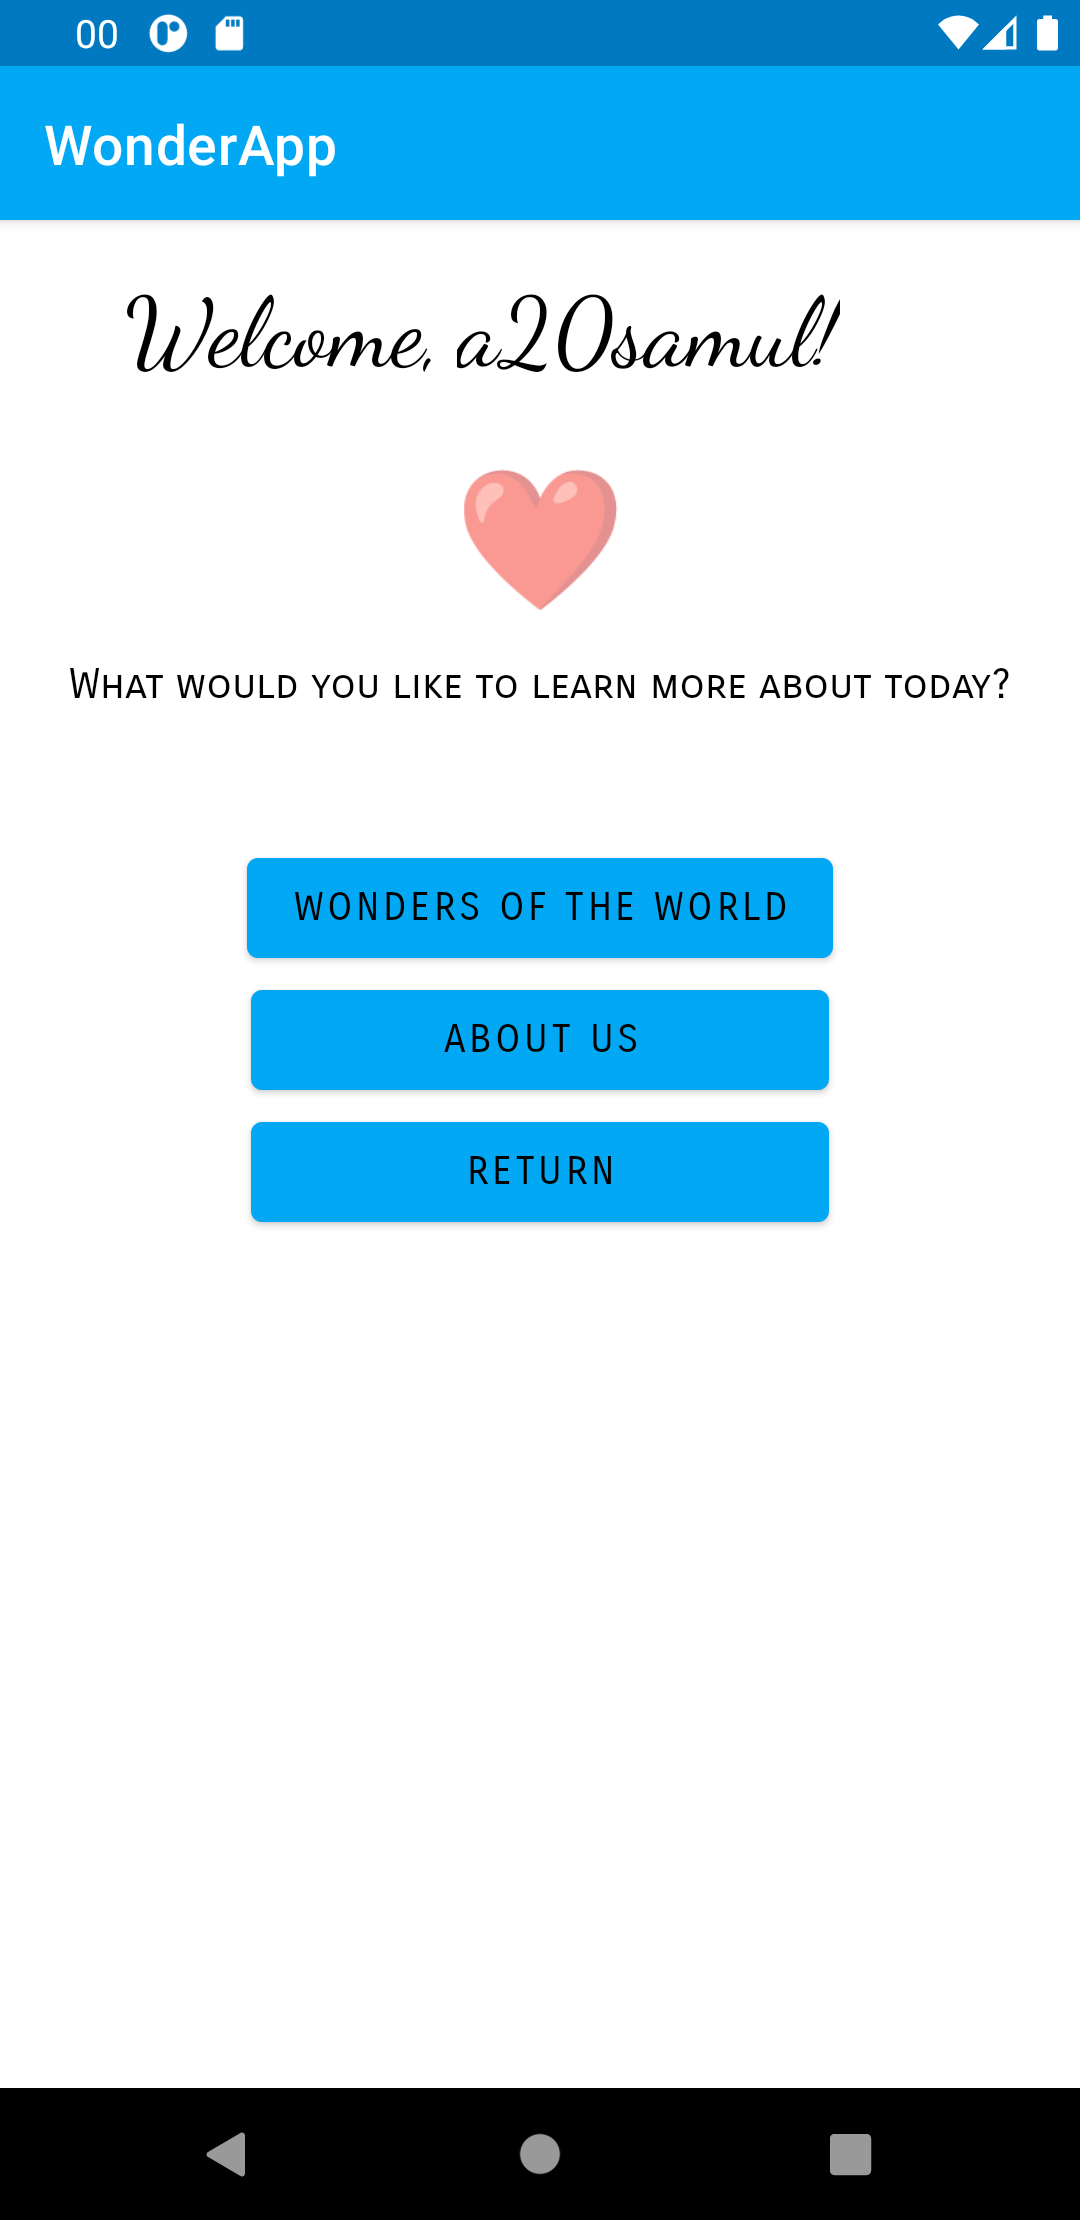 00
WonderApp
Welcome, a20samul!
What would you like to learn more about today?
WONDERS OF THE WORLD
ABOUT US
RETURN